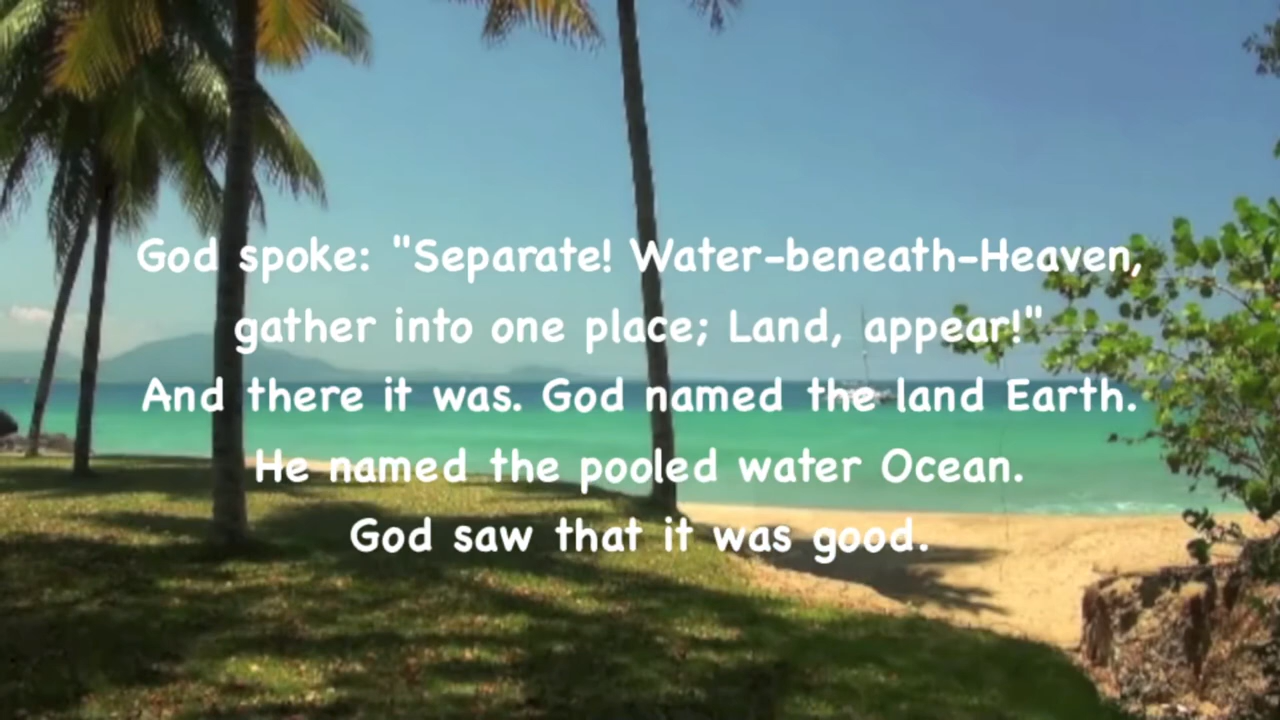 God spoke: "Separate! Water-beneath-Heaven,
gather into one place; Land, appear!"
And there it was. God named the land Earth.
He named the pooled water Ocean.
God saw that it was good.